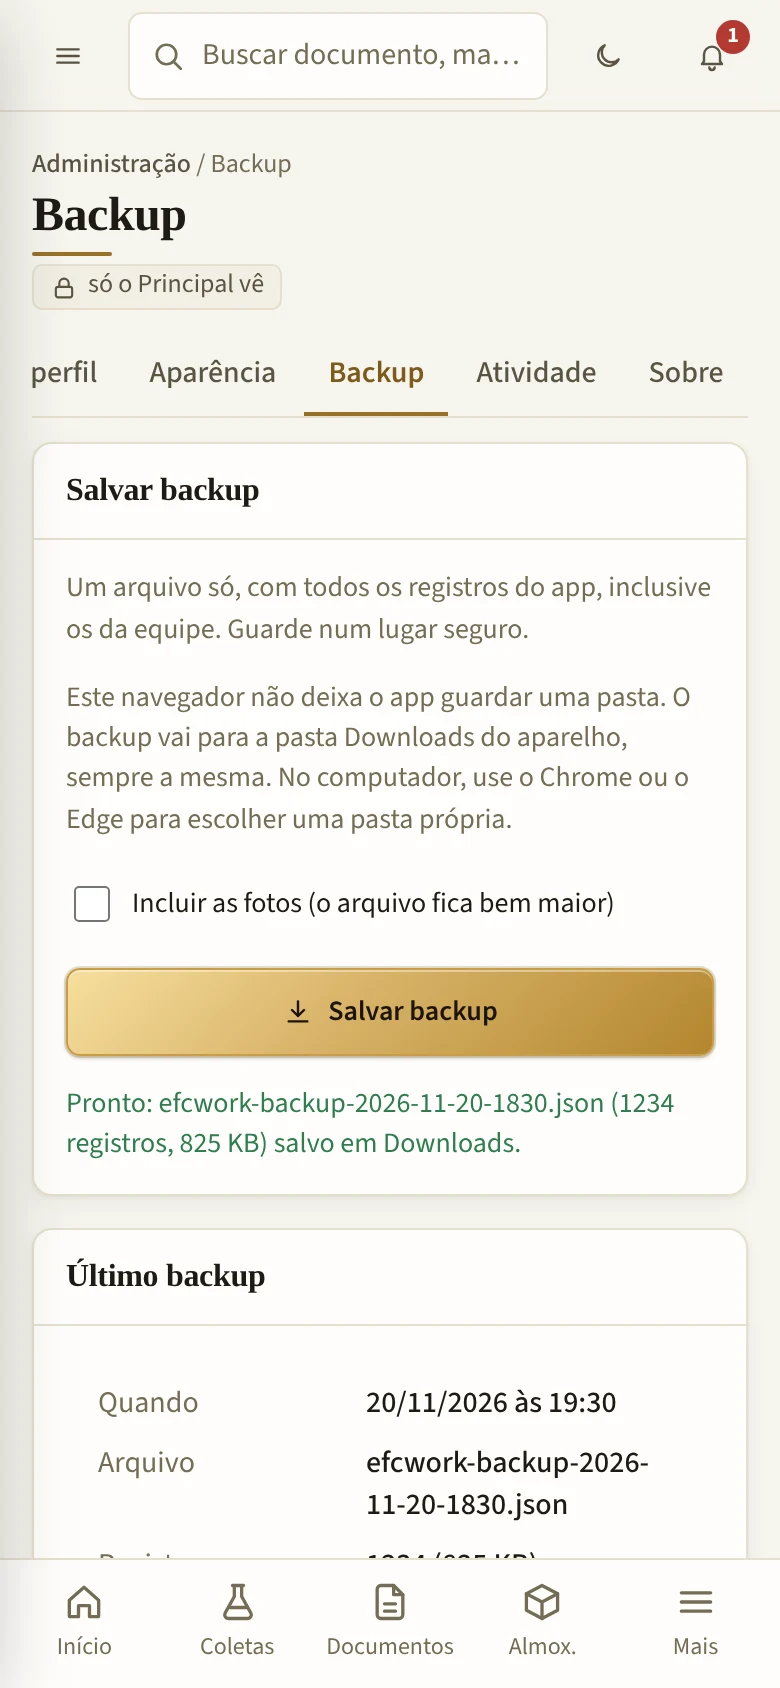 Buscar documento, ma...
1
Administração / Backup
Backup
só o Principal vê
perfil Aparência Backup Atividade Sobre
Salvar backup
Um arquivo só, com todos os registros do app, inclusive
os da equipe. Guarde num lugar seguro.
Este navegador não deixa o app guardar uma pasta. O
backup vai para a pasta Downloads do aparelho,
sempre a mesma. No computador, use o Chrome ou o
Edge para escolher uma pasta própria.
Incluir as fotos (o arquivo fica bem maior)
Salvar backup
Pronto: efcwork-backup-2026-11-20-1830.json (1234
registros, 825 KB) salvo em Downloads.
Último backup
Quando 20/11/2026 às 19:30
Arquivo efcwork-backup-2026-
11-20-1830.json
Início Coletas Documentos Almox. Mais